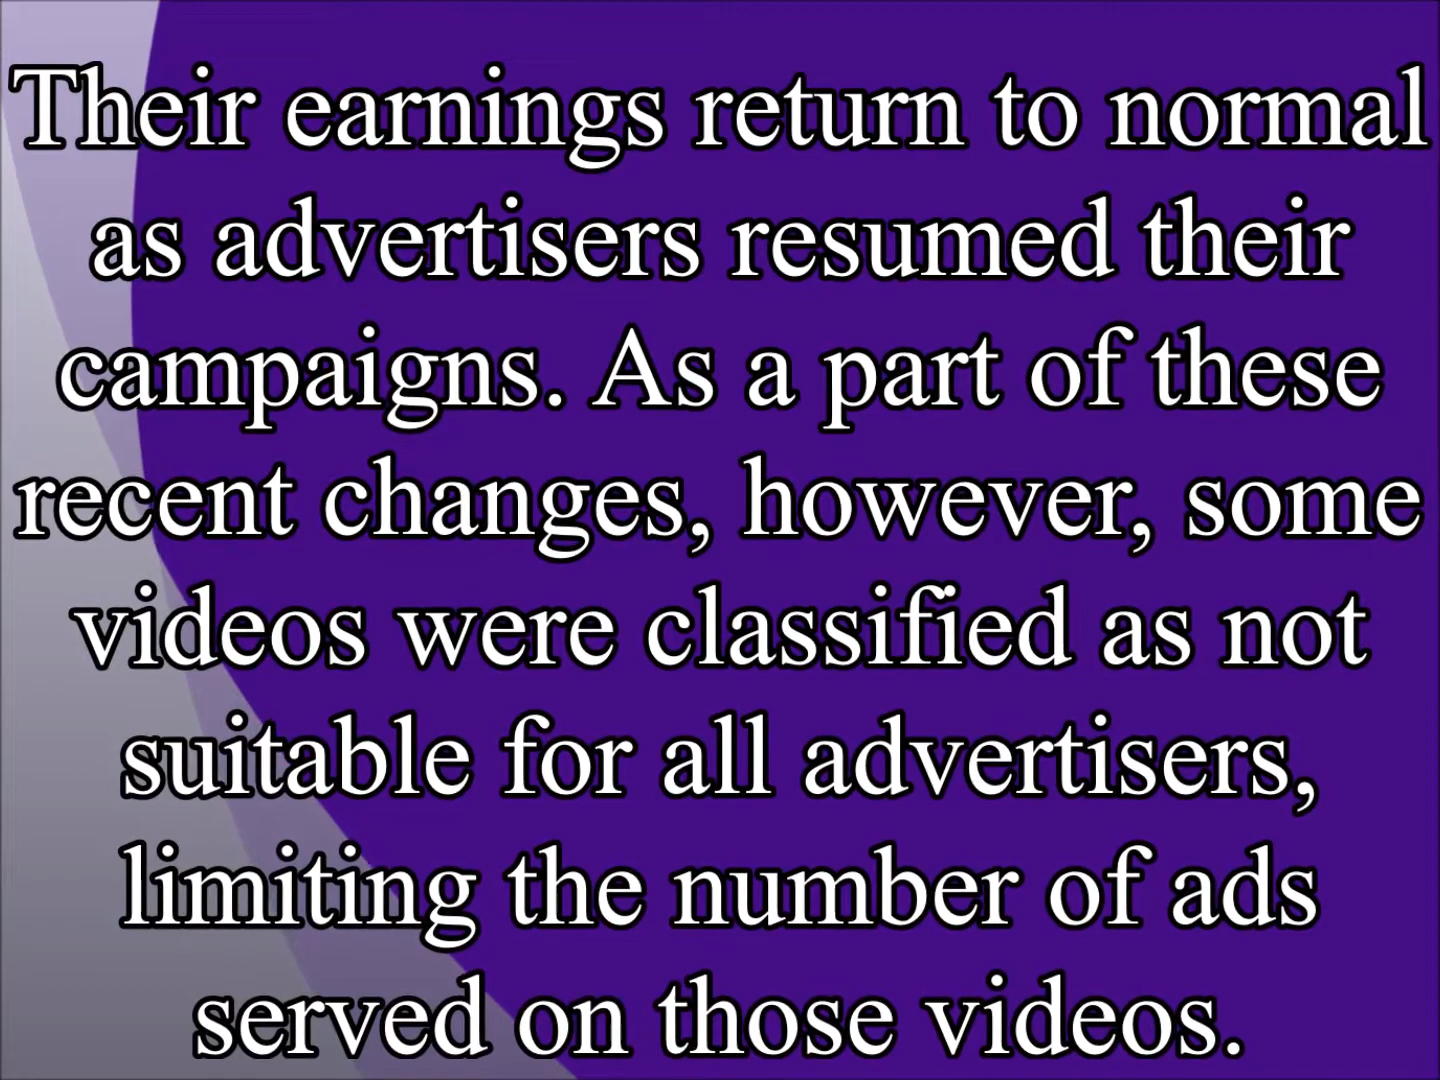 Their earnings return to normal
as advertisers resumed their
campaigns. As a part of these
recent changes, however, some
videos were classified as not
suitable for all advertisers,
limiting the number of ads
served on those videos.